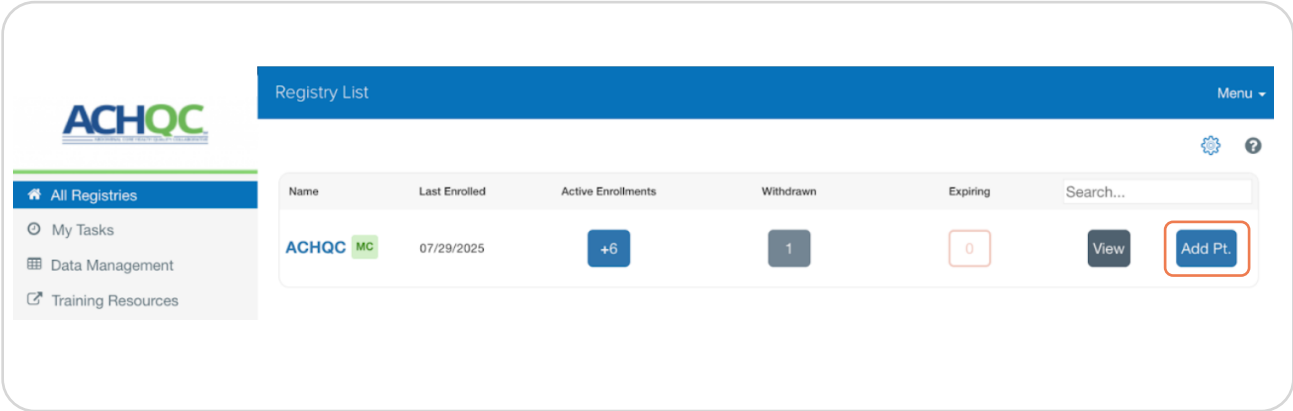 ACHQC
Registry List
Menu
All Registries
My Tasks
Data Management
Training Resources
Name Last Enrolled Active Enrollments Withdrawn Expiring Search...
ACHQC MC 07/29/2025 +6 1 0 View Add Pt.